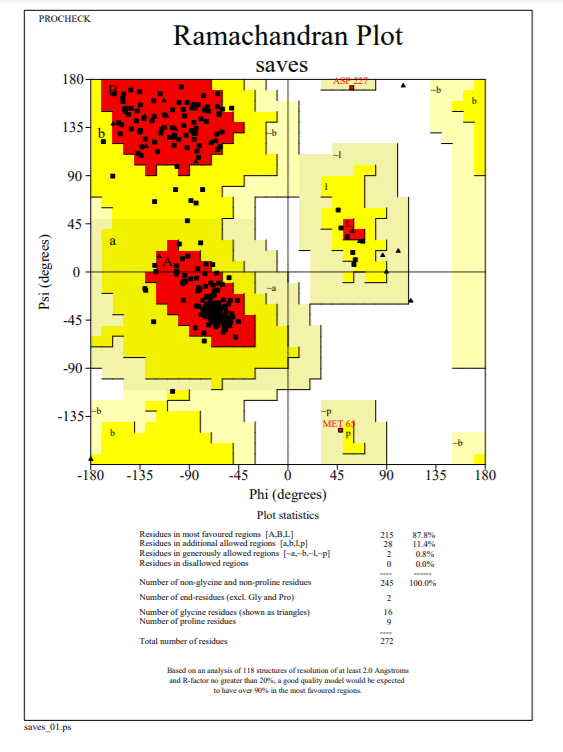 PROCHECK
Ramachandran Plot
saves
180
135
90
45
0
-45
-90
-135
Psi (degrees)
B
ASP 227
~b
b
b
~b
~l
l
a
L
A
~a
~b
b
~p
MET 65
p
~b
-180 -135 -90 -45 0 45 90 135 180
Phi (degrees)
Plot statistics
Residues in most favoured regions [A,B,L] 215 87.8%
Residues in additional allowed regions [a,b,l,p] 28 11.4%
Residues in generously allowed regions [~a,~b,~l,~p] 2 0.8%
Residues in disallowed regions 0 0.0%
---- ------
Number of non-glycine and non-proline residues 245 100.0%
Number of end-residues (excl. Gly and Pro) 2
Number of glycine residues (shown as triangles) 16
Number of proline residues 9
----
Total number of residues 272
Based on an analysis of 118 structures of resolution of at least 2.0 Angstroms
and R-factor no greater than 20%, a good quality model would be expected
to have over 90% in the most favoured regions.
saves_01.ps